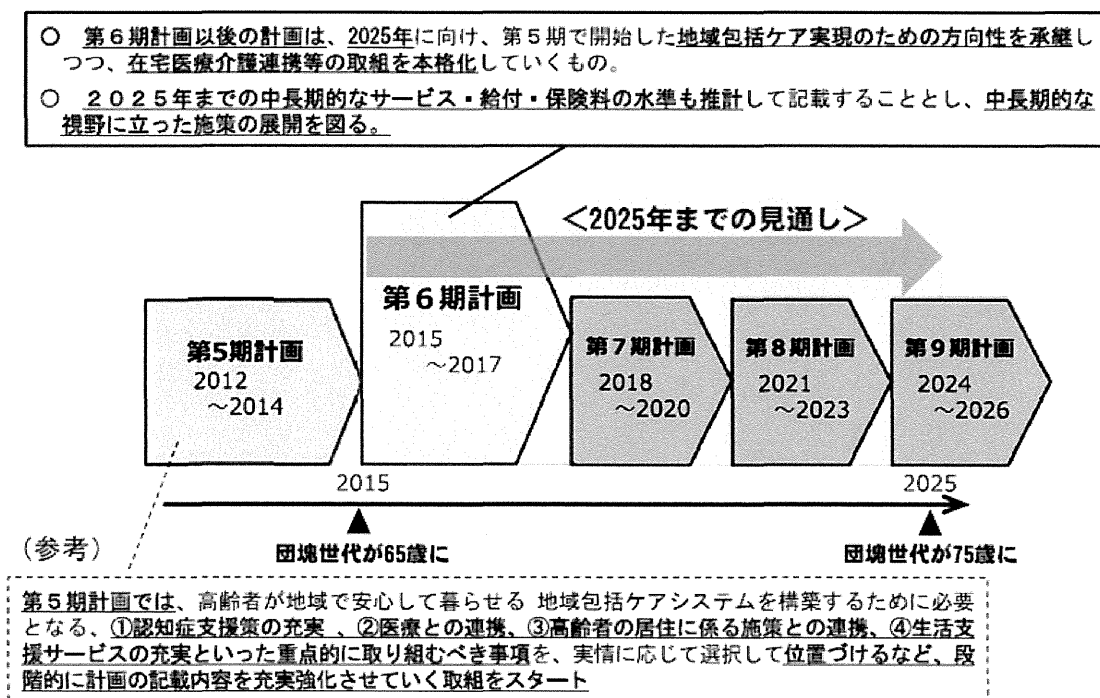 ○　第６期計画以後の計画は、2025年に向け、第５期で開始した地域包括ケア実現のための方向性を承継し
つつ、在宅医療介護連携等の取組を本格化していくもの。
○　２０２５年までの中長期的なサービス・給付・保険料の水準も推計して記載することとし、中長期的な
視野に立った施策の展開を図る。
＜2025年までの見通し＞
第６期計画
2015
～2017
第5期計画
2012
～2014
第７期計画
2018
～2020
第８期計画
2021
～2023
第９期計画
2024
～2026
2015
2025
▲
▲
団塊世代が65歳に
団塊世代が75歳に
（参考）
第５期計画では、高齢者が地域で安心して暮らせる 地域包括ケアシステムを構築するために必要
となる、①認知症支援策の充実 、②医療との連携、③高齢者の居住に係る施策との連携、④生活支
援サービスの充実といった重点的に取り組むべき事項を、実情に応じて選択して位置づけるなど、段
階的に計画の記載内容を充実強化させていく取組をスタート